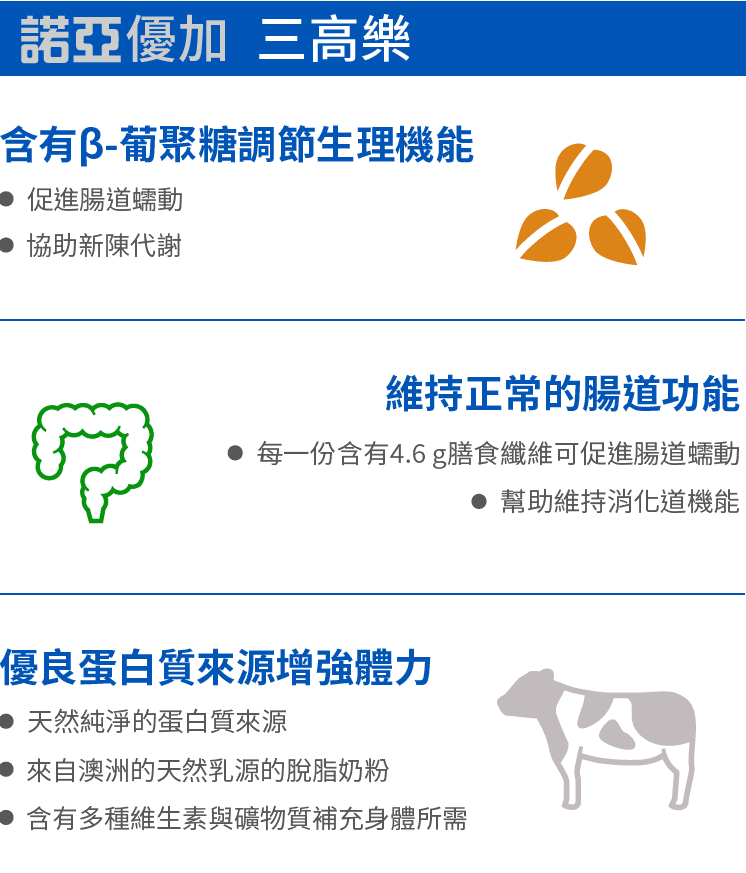 諾亞優加 三高樂
含有β-葡聚糖調節生理機能
● 促進腸道蠕動
● 協助新陳代謝
維持正常的腸道功能
● 每一份含有4.6 g膳食纖維可促進腸道蠕動
● 幫助維持消化道機能
優良蛋白質來源增強體力
● 天然純淨的蛋白質來源
● 來自澳洲的天然乳源的脫脂奶粉
● 含有多種維生素與礦物質補充身體所需